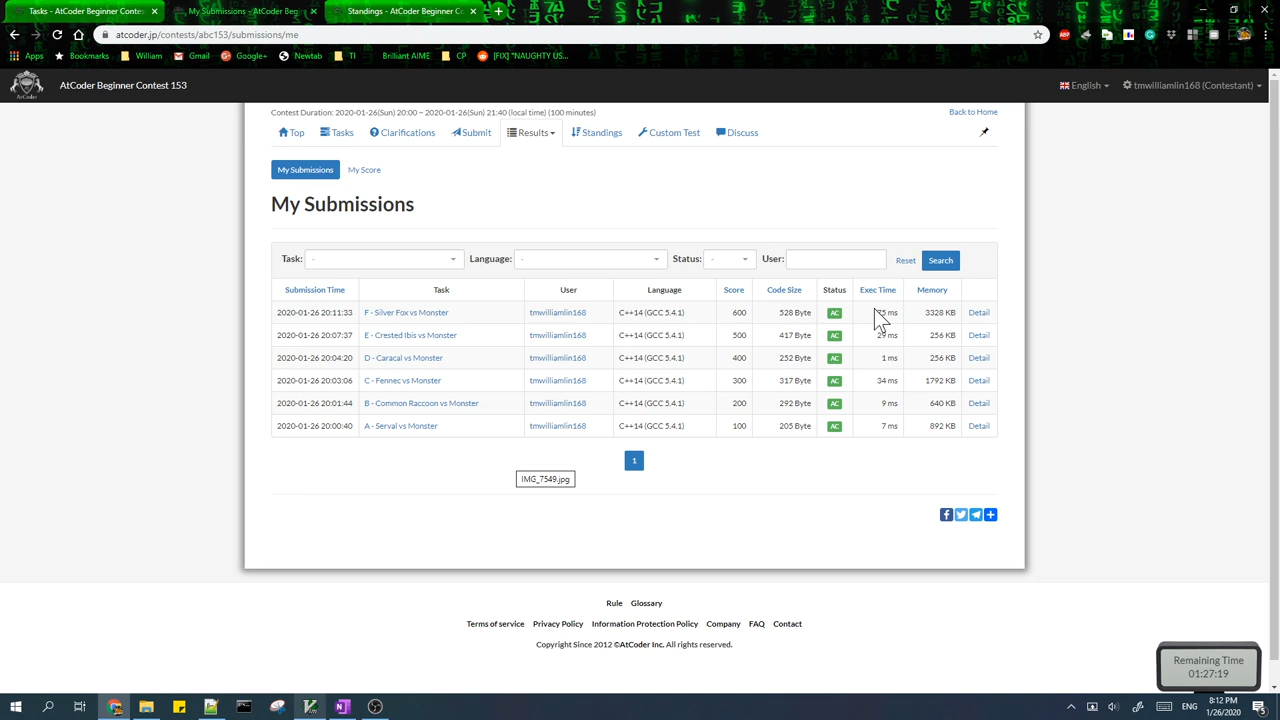 Tasks - AtCoder Beginner Contest
My Submissions - AtCoder Beginn
Standings - AtCoder Beginner Co
atcoder.jp/contests/abc153/submissions/me
Apps Bookmarks William Gmail Google+ Newtab TI Brilliant AIME CP [FIX] "NAUGHTY US...
AtCoder Beginner Contest 153
English
tmwilliamlin168 (Contestant)
Contest Duration: 2020-01-26(Sun) 20:00 ~ 2020-01-26(Sun) 21:40 (local time) (100 minutes)
Back to Home
Top Tasks Clarifications Submit Results Standings Custom Test Discuss
My Submissions My Score
My Submissions
Task: - Language: - Status: - User: Reset Search
Submission Time Task User Language Score Code Size Status Exec Time Memory
2020-01-26 20:11:33 F - Silver Fox vs Monster tmwilliamlin168 C++14 (GCC 5.4.1) 600 528 Byte AC ms 3328 KB Detail
2020-01-26 20:07:37 E - Crested Ibis vs Monster tmwilliamlin168 C++14 (GCC 5.4.1) 500 417 Byte AC ms 256 KB Detail
2020-01-26 20:04:20 D - Caracal vs Monster tmwilliamlin168 C++14 (GCC 5.4.1) 400 252 Byte AC 1 ms 256 KB Detail
2020-01-26 20:03:06 C - Fennec vs Monster tmwilliamlin168 C++14 (GCC 5.4.1) 300 317 Byte AC 34 ms 1792 KB Detail
2020-01-26 20:01:44 B - Common Raccoon vs Monster tmwilliamlin168 C++14 (GCC 5.4.1) 200 292 Byte AC 9 ms 640 KB Detail
2020-01-26 20:00:40 A - Serval vs Monster tmwilliamlin168 C++14 (GCC 5.4.1) 100 205 Byte AC 7 ms 892 KB Detail
1
IMG_7549.jpg
Rule Glossary
Terms of service Privacy Policy Information Protection Policy Company FAQ Contact
Copyright Since 2012 ©AtCoder Inc. All rights reserved.
Remaining Time
01:27:19
ENG
8:12 PM
1/26/2020